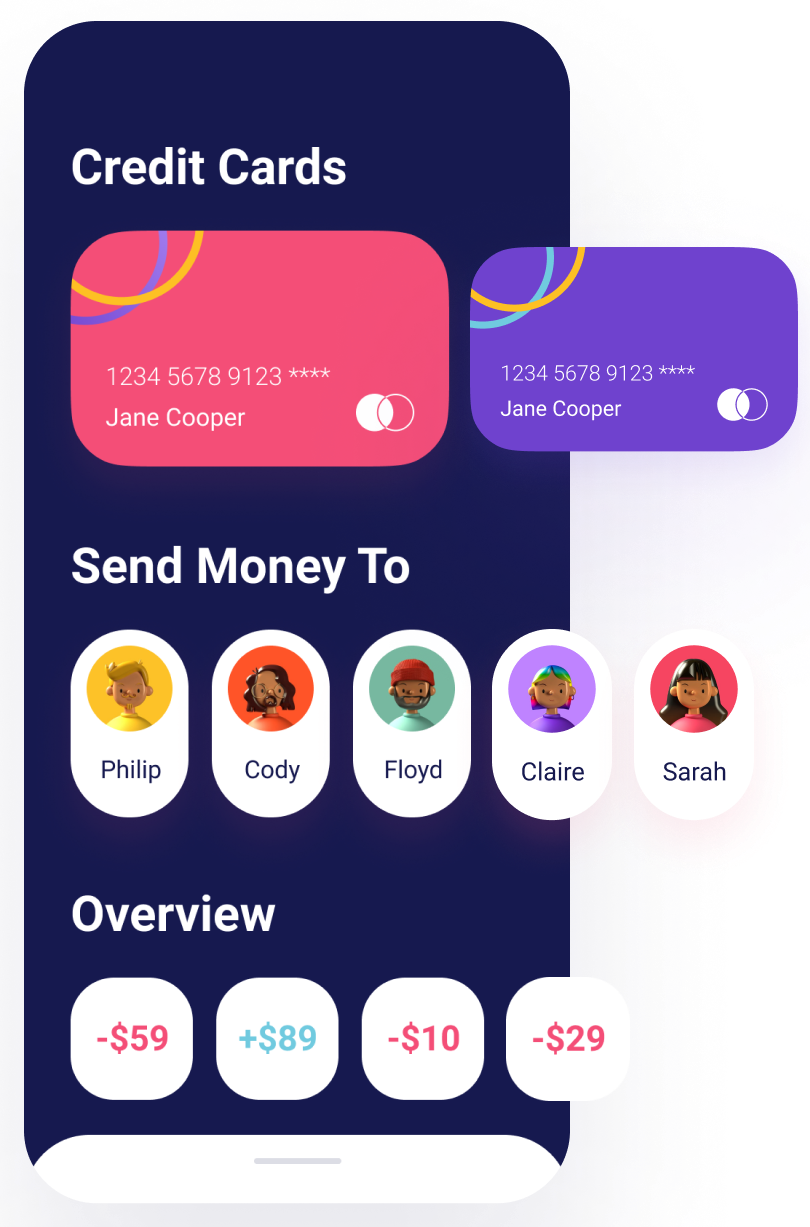 Credit Cards
1234 5678 9123 ****
Jane Cooper
1234 5678 9123 ****
Jane Cooper
Send Money To
Philip
Cody
Floyd
Claire
Sarah
Overview
-$59
+$89
-$10
-$29